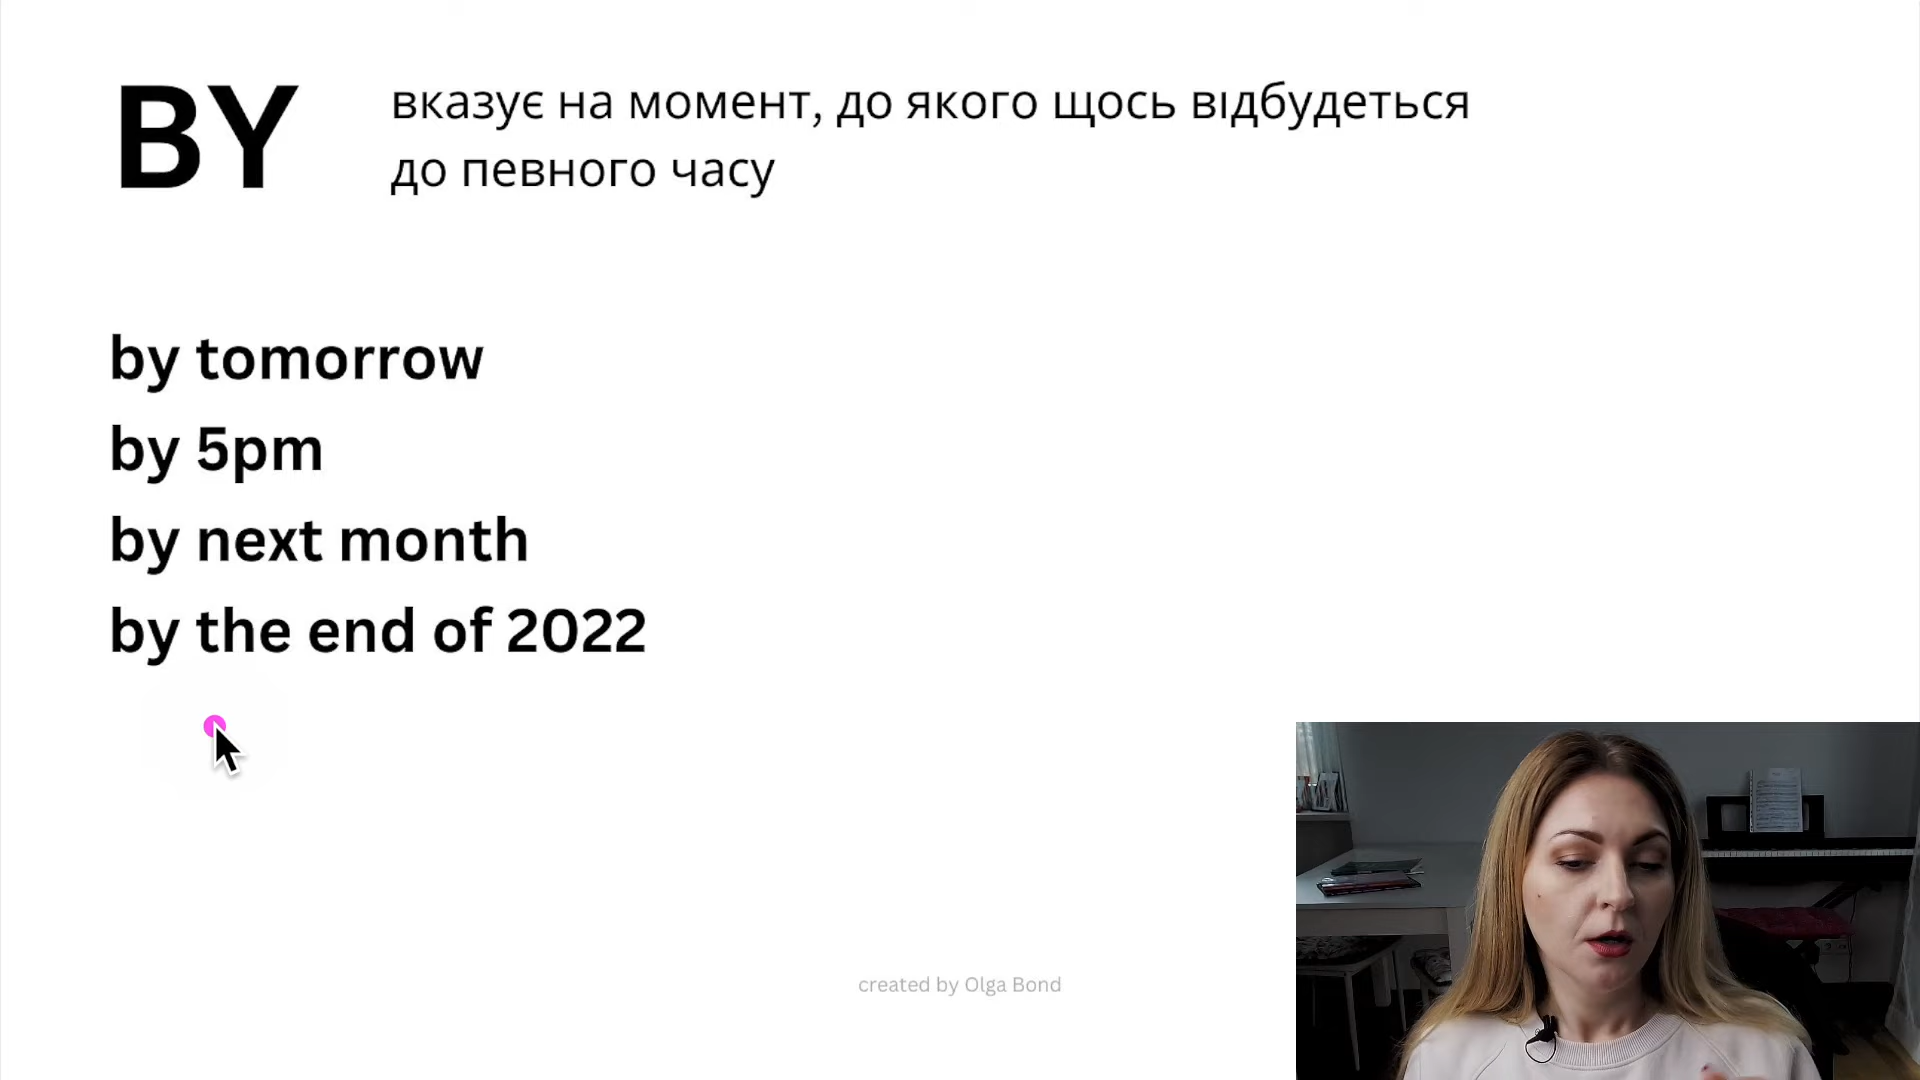 BY
вказує на момент, до якого щось відбудеться
до певного часу
by tomorrow
by 5pm
by next month
by the end of 2022
created by Olga Bond